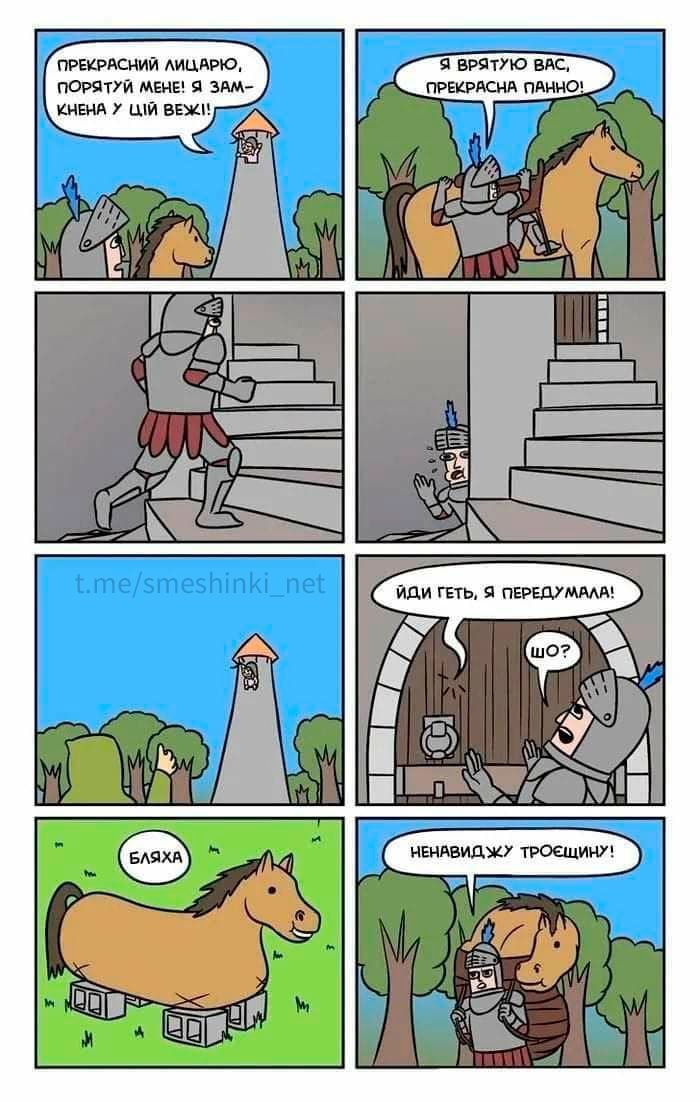 ПРЕКРАСНИЙ ЛИЦАРЮ,
ПОРЯТУЙ МЕНЕ! Я ЗАМ-
КНЕНА У ЦІЙ ВЕЖІ!
Я ВРЯТУЮ ВАС,
ПРЕКРАСНА ПАННО!
t.me/smeshinki_net
ЙДИ ГЕТЬ, Я ПЕРЕДУМАЛА!
ШО?
БЛЯХА
НЕНАВИДЖУ ТРОЄЩИНУ!